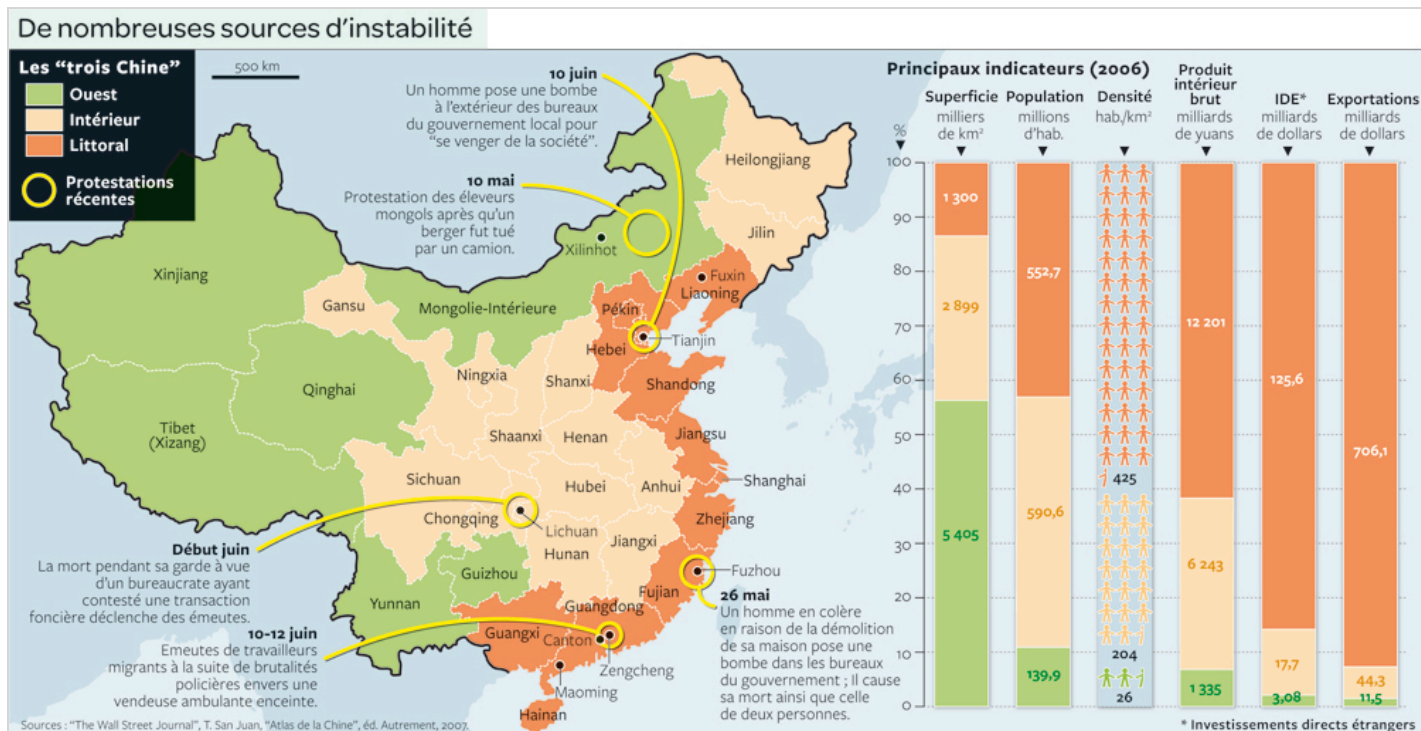 De nombreuses sources d’instabilité
Les “trois Chine”
Ouest
Intérieur
Littoral
Protestations
récentes
500 km
10 juin
Un homme pose une bombe
à l’extérieur des bureaux
du gouvernement local pour
“se venger de la société”.
10 mai
Protestation des éleveurs
mongols après qu’un
berger fut tué
par un camion.
Xilinhot
Heilongjiang
Jilin
Fuxin
Liaoning
Xinjiang
Gansu
Mongolie-Intérieure
Pékin
Tianjin
Hebei
Ningxia
Shanxi
Shandong
Qinghai
Tibet
(Xizang)
Shaanxi
Henan
Jiangsu
Sichuan
Hubei
Anhui
Shanghai
Chongqing
Lichuan
Zhejiang
Hunan
Jiangxi
Guizhou
Fuzhou
Fujian
Yunnan
Guangdong
Guangxi
Canton
Zengcheng
Maoming
Hainan
Début juin
La mort pendant sa garde à vue
d’un bureaucrate ayant
contesté une transaction
foncière déclenche des émeutes.
10-12 juin
Emeutes de travailleurs
migrants à la suite de brutalités
policières envers une
vendeuse ambulante enceinte.
26 mai
Un homme en colère
en raison de la démolition
de sa maison pose une
bombe dans les bureaux
du gouvernement ; Il cause
sa mort ainsi que celle
de deux personnes.
Sources : “The Wall Street Journal”, T. San Juan, “Atlas de la Chine”, éd. Autrement, 2007.
Principaux indicateurs (2006)
Superficie
milliers
de km²
Population
millions
d’hab.
Densité
hab./km²
Produit
intérieur
brut
milliards
de yuans
IDE*
milliards
de dollars
Exportations
milliards
de dollars
%
100
90
80
70
60
50
40
30
20
10
0
1 300
2 899
5 405
552,7
590,6
139,9
425
204
26
12 201
6 243
1 335
125,6
17,7
3,08
706,1
44,3
11,5
* Investissements directs étrangers